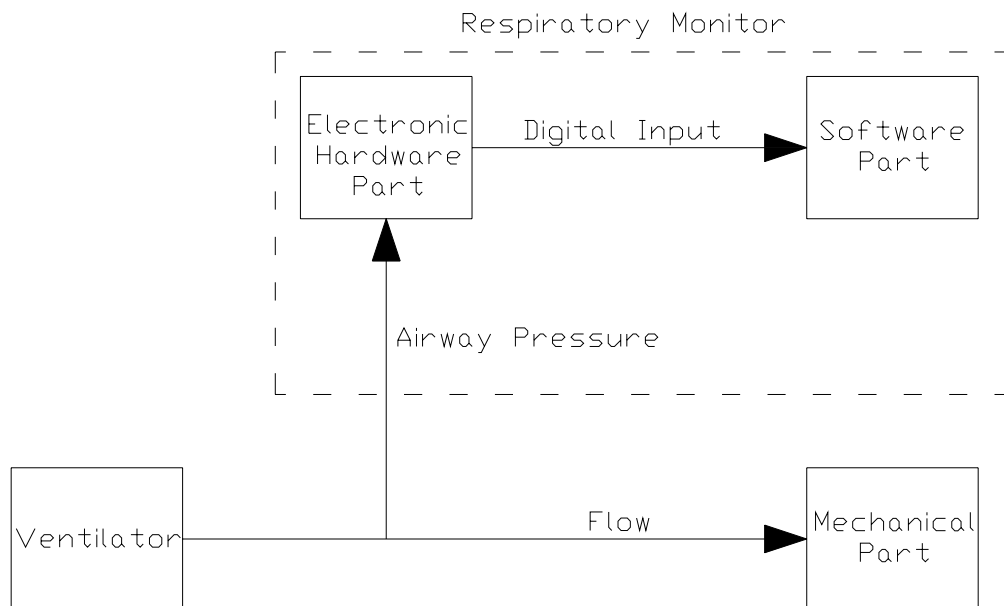 Respiratory Monitor
Electronic
Hardware
Part
Digital Input
Software
Part
Airway Pressure
Ventilator
Flow
Mechanical
Part